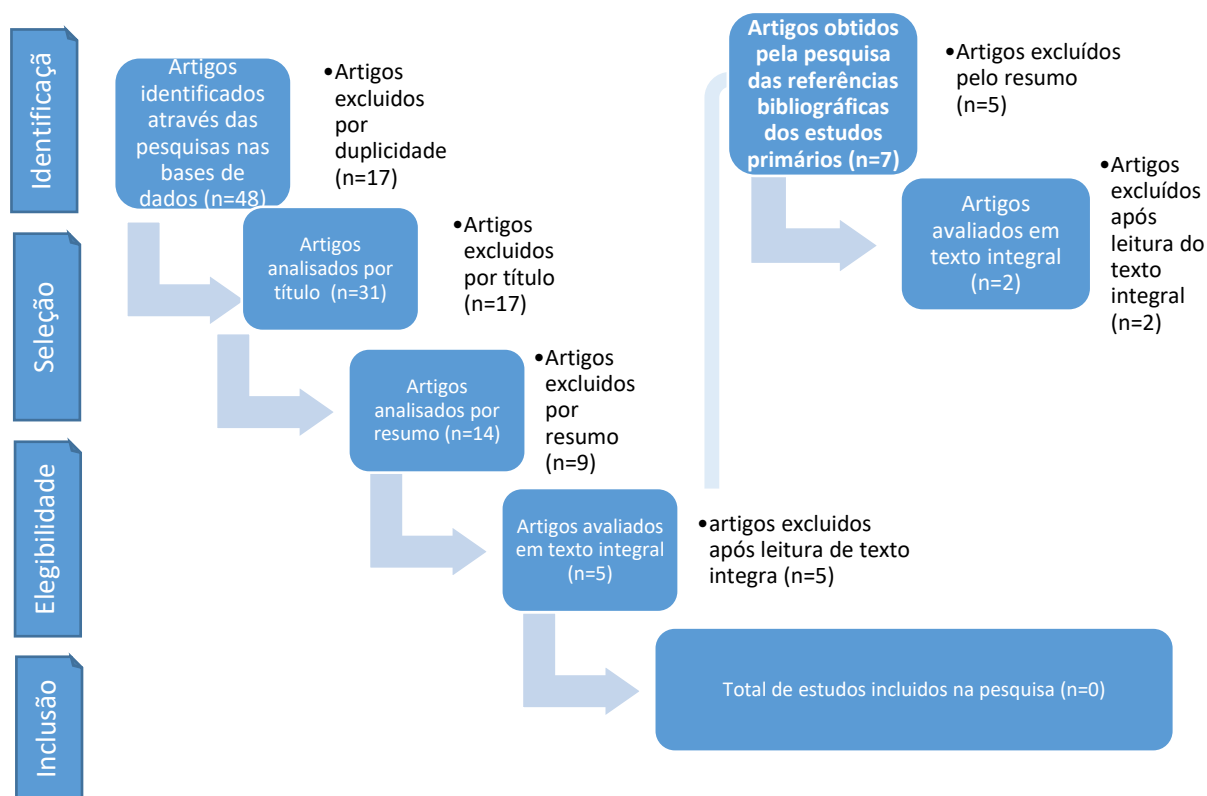 Identificaçã
Artigos
identificados
através das
pesquisas nas
bases de
dados (n=48)
•Artigos
excluidos
por
duplicidade
(n=17)
Artigos obtidos
pela pesquisa
das referências
bibliográficas
dos estudos
primários (n=7)
•Artigos excluídos
pelo resumo
(n=5)
Artigos
avaliados em
texto integral
(n=2)
•Artigos
excluídos
após
leitura do
texto
integral
(n=2)
Seleção
Artigos
analisados por
título (n=31)
•Artigos
excluidos
por título
(n=17)
Artigos
analisados por
resumo (n=14)
•Artigos
excluidos
por
resumo
(n=9)
Elegibilidade
Artigos avaliados
em texto integral
(n=5)
•artigos excluidos
após leitura de texto
integra (n=5)
Inclusão
Total de estudos incluidos na pesquisa (n=0)